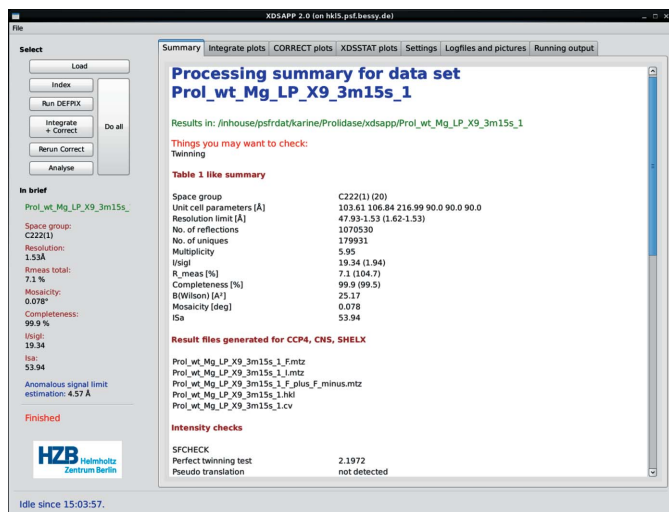 XDSAPP 2.0 (on hkl5.psf.bessy.de)
File
Select
Load
Index
Run DEFPIX
Integrate
+ Correct
Do all
Rerun Correct
Analyse
In brief
Prol_wt_Mg_LP_X9_3m15s_
Space group:
C222(1)
Resolution:
1.53Å
Rmeas total:
7.1 %
Mosaicity:
0.078°
Completeness:
99.9 %
I/sigI:
19.34
Isa:
53.94
Anomalous signal limit
estimation: 4.57 Å
Finished
HZB Helmholtz
Zentrum Berlin
Idle since 15:03:57.
Summary Integrate plots CORRECT plots XDSSTAT plots Settings Logfiles and pictures Running output
Processing summary for data set
Prol_wt_Mg_LP_X9_3m15s_1
Results in: /inhouse/psfrdat/karine/Prolidase/xdsapp/Prol_wt_Mg_LP_X9_3m15s_1
Things you may want to check:
Twinning
Table 1 like summary
Space group C222(1) (20)
Unit cell parameters [Å] 103.61 106.84 216.99 90.0 90.0 90.0
Resolution limit [Å] 47.93-1.53 (1.62-1.53)
No. of reflections 1070530
No. of uniques 179931
Multiplicity 5.95
I/sigI 19.34 (1.94)
R_meas [%] 7.1 (104.7)
Completeness [%] 99.9 (99.5)
B(Wilson) [A²] 25.17
Mosaicity [deg] 0.078
ISa 53.94
Result files generated for CCP4, CNS, SHELX
Prol_wt_Mg_LP_X9_3m15s_1_F.mtz
Prol_wt_Mg_LP_X9_3m15s_1_I.mtz
Prol_wt_Mg_LP_X9_3m15s_1_F_plus_F_minus.mtz
Prol_wt_Mg_LP_X9_3m15s_1.hkl
Prol_wt_Mg_LP_X9_3m15s_1.cv
Intensity checks
SFCHECK
Perfect twinning test 2.1972
Pseudo translation not detected